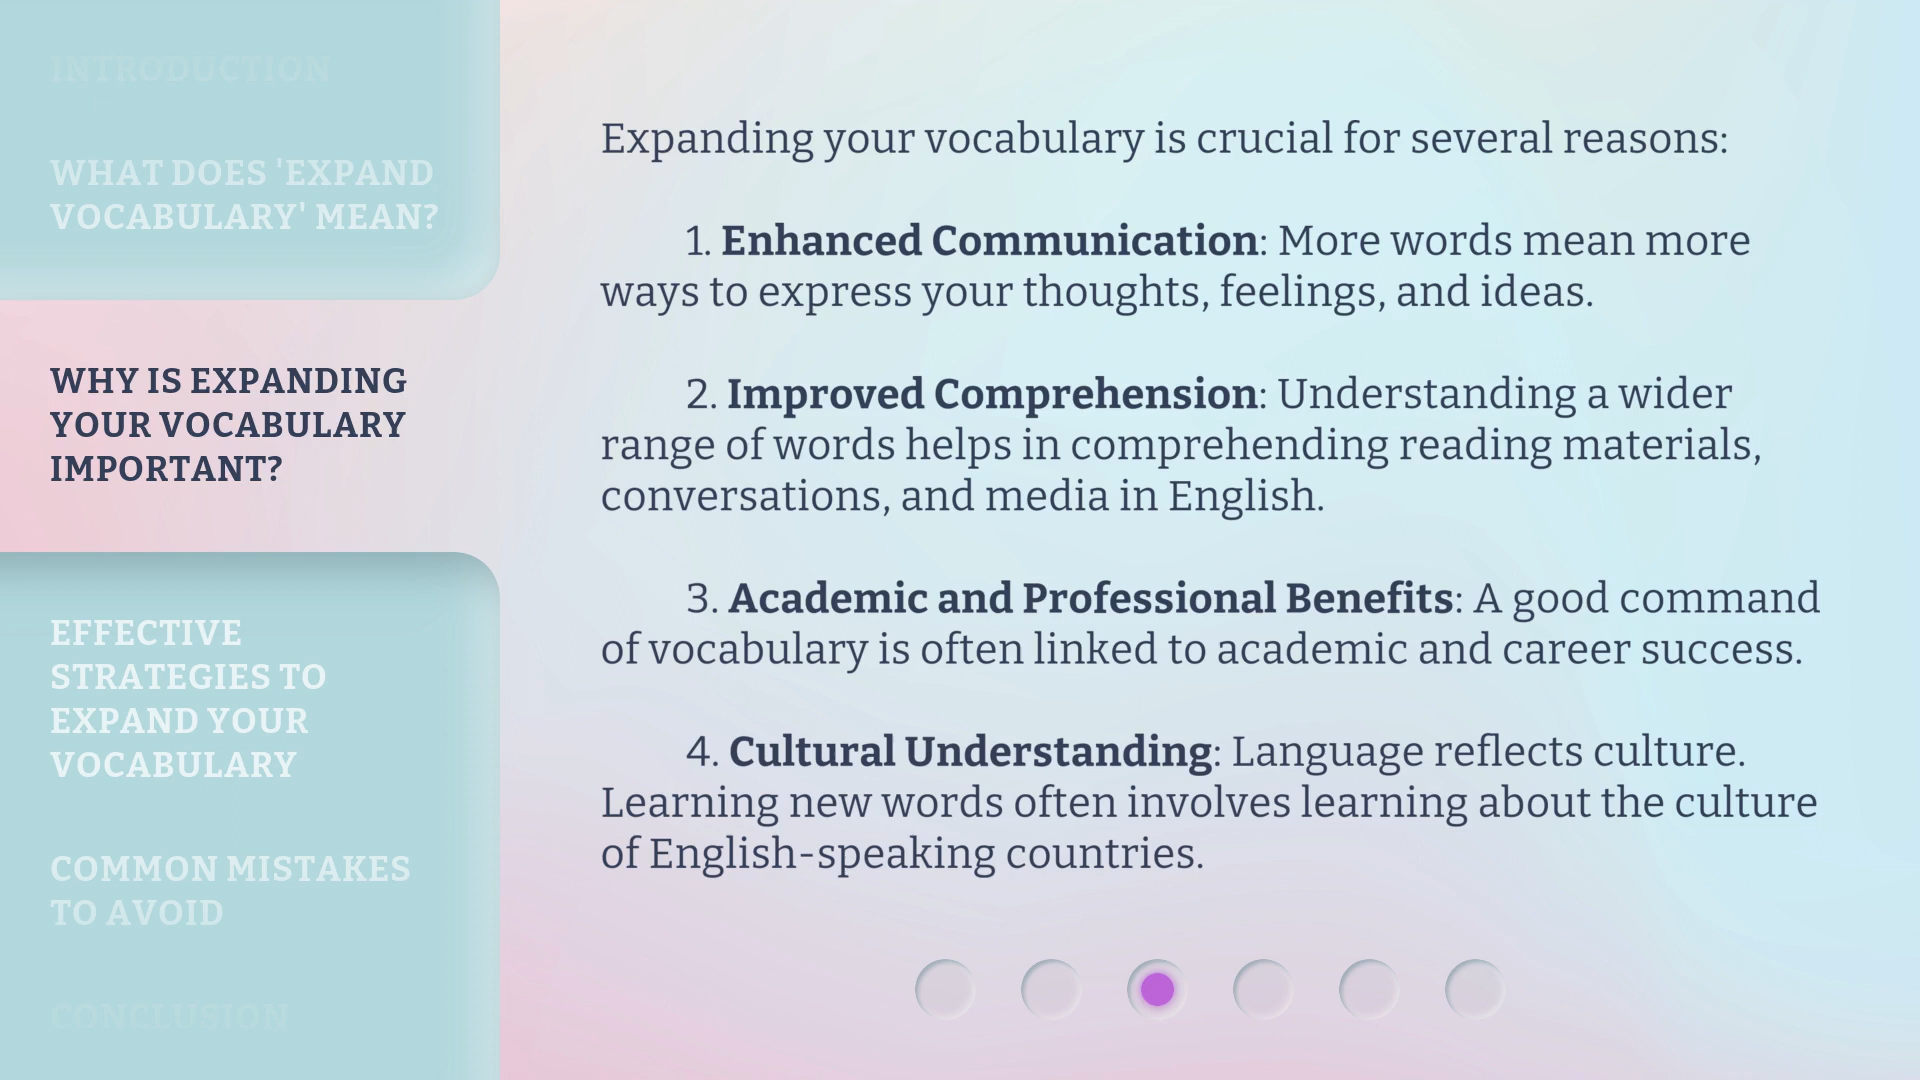 INTRODUCTION
WHAT DOES 'EXPAND
VOCABULARY' MEAN?
WHY IS EXPANDING
YOUR VOCABULARY
IMPORTANT?
EFFECTIVE
STRATEGIES TO
EXPAND YOUR
VOCABULARY
COMMON MISTAKES
TO AVOID
CONCLUSION
Expanding your vocabulary is crucial for several reasons:
1. Enhanced Communication: More words mean more
ways to express your thoughts, feelings, and ideas.
2. Improved Comprehension: Understanding a wider
range of words helps in comprehending reading materials,
conversations, and media in English.
3. Academic and Professional Benefits: A good command
of vocabulary is often linked to academic and career success.
4. Cultural Understanding: Language reflects culture.
Learning new words often involves learning about the culture
of English-speaking countries.